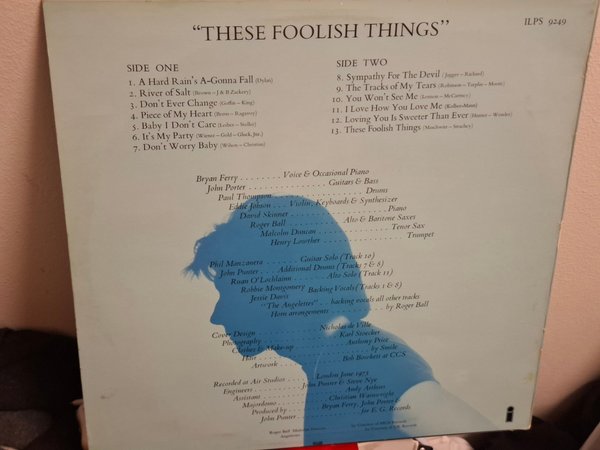 "THESE FOOLISH THINGS"
ILPS 9249
SIDE ONE
1. A Hard Rain's A-Gonna Fall (Dylan)
2. River of Salt (Brown – J & B Zackery)
3. Don't Ever Change (Goffin – King)
4. Piece of My Heart (Berns – Ragavoy)
5. Baby I Don't Care (Leiber – Stoller)
6. It's My Party (Wiener – Gold – Gluck, Jnr.)
7. Don't Worry Baby (Wilson – Christian)
SIDE TWO
8. Sympathy For The Devil (Jagger – Richard)
9. The Tracks of My Tears (Robinson – Tarplin – Moore)
10. You Won't See Me (Lennon – McCartney)
11. I Love How You Love Me (Kolber-Mann)
12. Loving You Is Sweeter Than Ever (Hunter – Wonder)
13. These Foolish Things (Maschwitz – Strachey)
Bryan Ferry . . . . . . . . Voice & Occasional Piano
John Porter . . . . . . . . . . . . . . . Guitars & Bass
Paul Thompson . . . . . . . . . . . . . . Drums
Eddie Jobson . . . Violin, Keyboards & Synthesizer
David Skinner . . . . . . . . . . . . . . Piano
Roger Ball . . . . . . . . . Alto & Baritone Saxes
Malcolm Duncan . . . . . . . . . . . . Tenor Sax
Henry Lowther . . . . . . . . . . . . . Trumpet
Phil Manzanera . . . . . . Guitar Solo (Track 10)
John Punter . . . . Additional Drums (Tracks 7 & 8)
Ruan O'Lochlainn . . . . . . Alto Solo (Track 11)
Robbie Montgomery Backing Vocals (Tracks 1 & 8)
Jessie Davis
"The Angelettes" . . backing vocals all other tracks
Horn arrangements . . . . . . . . . by Roger Ball
Cover Design . . . . . . . . . Nicholas de Ville
Photography . . . . . . . . . . . Karl Stoecker
Clothes & Make-up . . . . . . . . Antony Price
Hair . . . . . . . . . . . . . . . by Smile
Artwork . . . . . . . . . Bob Bowkett at CCS
Recorded at Air Studios . . . . London June 1973
Engineers . . . . . . . . John Punter & Steve Nye
Assistant . . . . . . . . . . . . Andy Arthurs
Majordomo . . . . . . . . Christian Wainwright
Produced by . . . . . Bryan Ferry, John Porter &
John Punter . . . . . . . . for E. G. Records